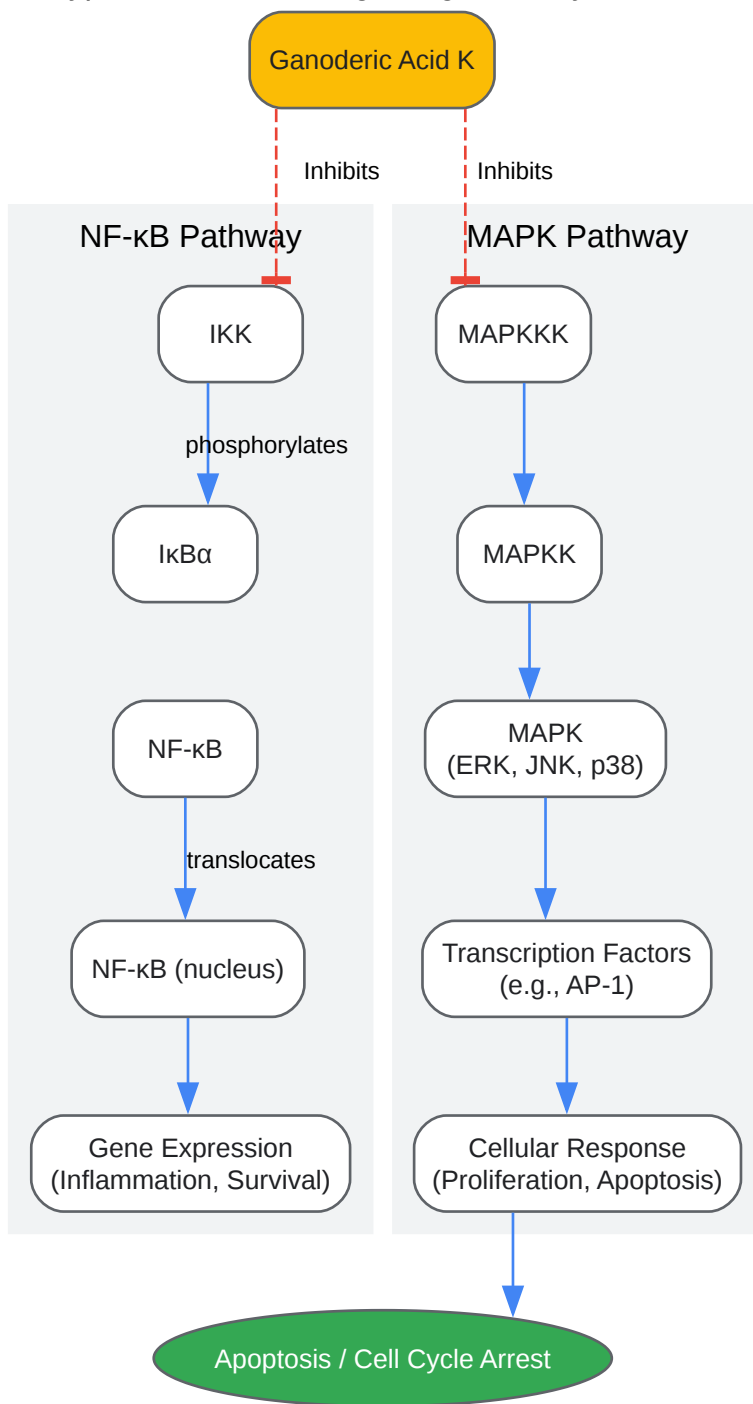 Ganoderic Acid K
Inhibits
Inhibits
NF-κB Pathway
IKK
phosphorylates
IκBα
NF-κB
translocates
NF-κB (nucleus)
Gene Expression
(Inflammation, Survival)
MAPK Pathway
MAPKKK
MAPKK
MAPK
(ERK, JNK, p38)
Transcription Factors
(e.g., AP-1)
Cellular Response
(Proliferation, Apoptosis)
Apoptosis / Cell Cycle Arrest